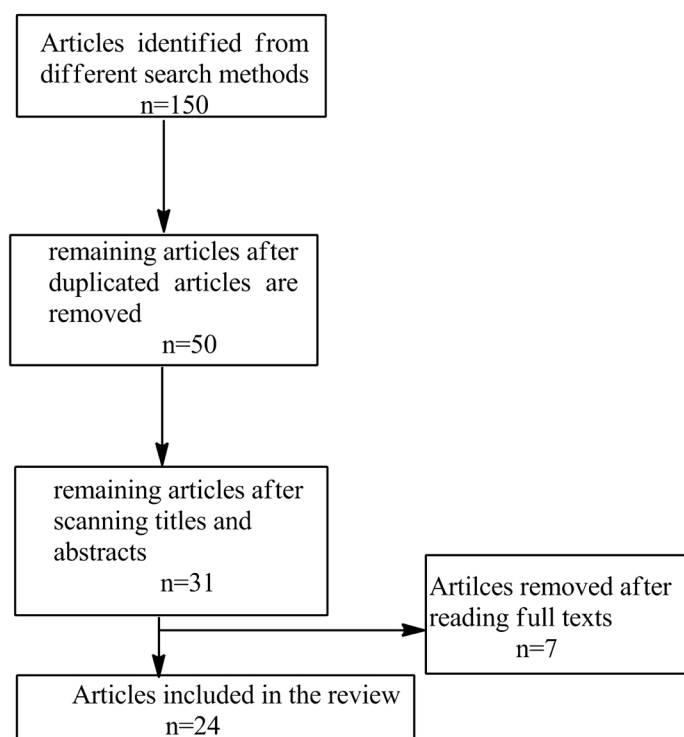 Articles identified from
different search methods
n=150
remaining articles after
duplicated articles are
removed
n=50
remaining articles after
scanning titles and
abstracts
n=31
Artilces removed after
reading full texts
n=7
Articles included in the review
n=24